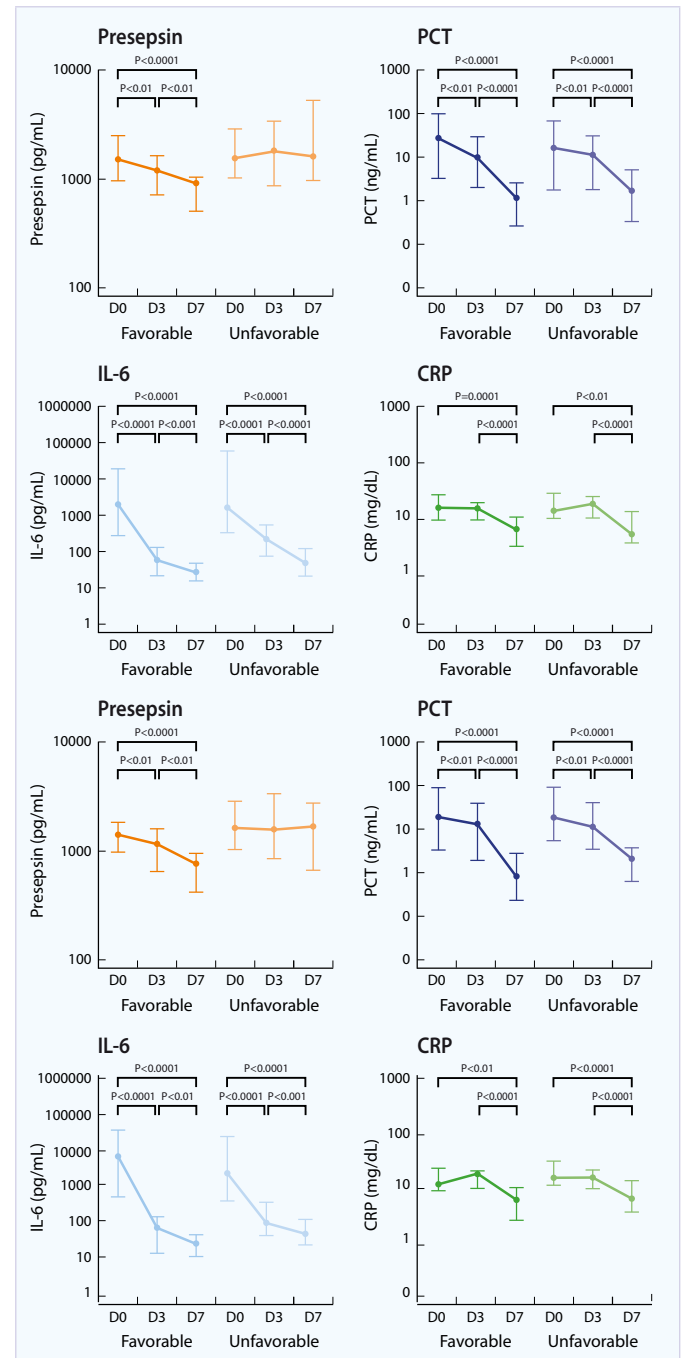 Presepsin
P<0.0001
P<0.01 P<0.01
Presepsin (pg/mL)
10000
1000
100
D0 D3 D7 D0 D3 D7
Favorable Unfavorable
PCT
P<0.0001 P<0.0001
P<0.01 P<0.0001 P<0.01 P<0.0001
PCT (ng/mL)
1000
100
10
1
0
0
D0 D3 D7 D0 D3 D7
Favorable Unfavorable
IL-6
P<0.0001 P<0.0001
P<0.0001 P<0.001 P<0.0001 P<0.0001
IL-6 (pg/mL)
1000000
100000
10000
1000
100
10
1
D0 D3 D7 D0 D3 D7
Favorable Unfavorable
CRP
P=0.0001 P<0.01
P<0.0001 P<0.0001
CRP (mg/dL)
1000
100
10
1
0
D0 D3 D7 D0 D3 D7
Favorable Unfavorable
Presepsin
P<0.0001
P<0.01 P<0.01
Presepsin (pg/mL)
10000
1000
100
D0 D3 D7 D0 D3 D7
Favorable Unfavorable
PCT
P<0.0001 P<0.0001
P<0.01 P<0.0001 P<0.01 P<0.0001
PCT (ng/mL)
1000
100
10
1
0
0
D0 D3 D7 D0 D3 D7
Favorable Unfavorable
IL-6
P<0.0001 P<0.0001
P<0.0001 P<0.01 P<0.0001 P<0.001
IL-6 (pg/mL)
1000000
100000
10000
1000
100
10
1
D0 D3 D7 D0 D3 D7
Favorable Unfavorable
CRP
P<0.01 P<0.0001
P<0.0001 P<0.0001
CRP (mg/dL)
1000
100
10
1
0
D0 D3 D7 D0 D3 D7
Favorable Unfavorable